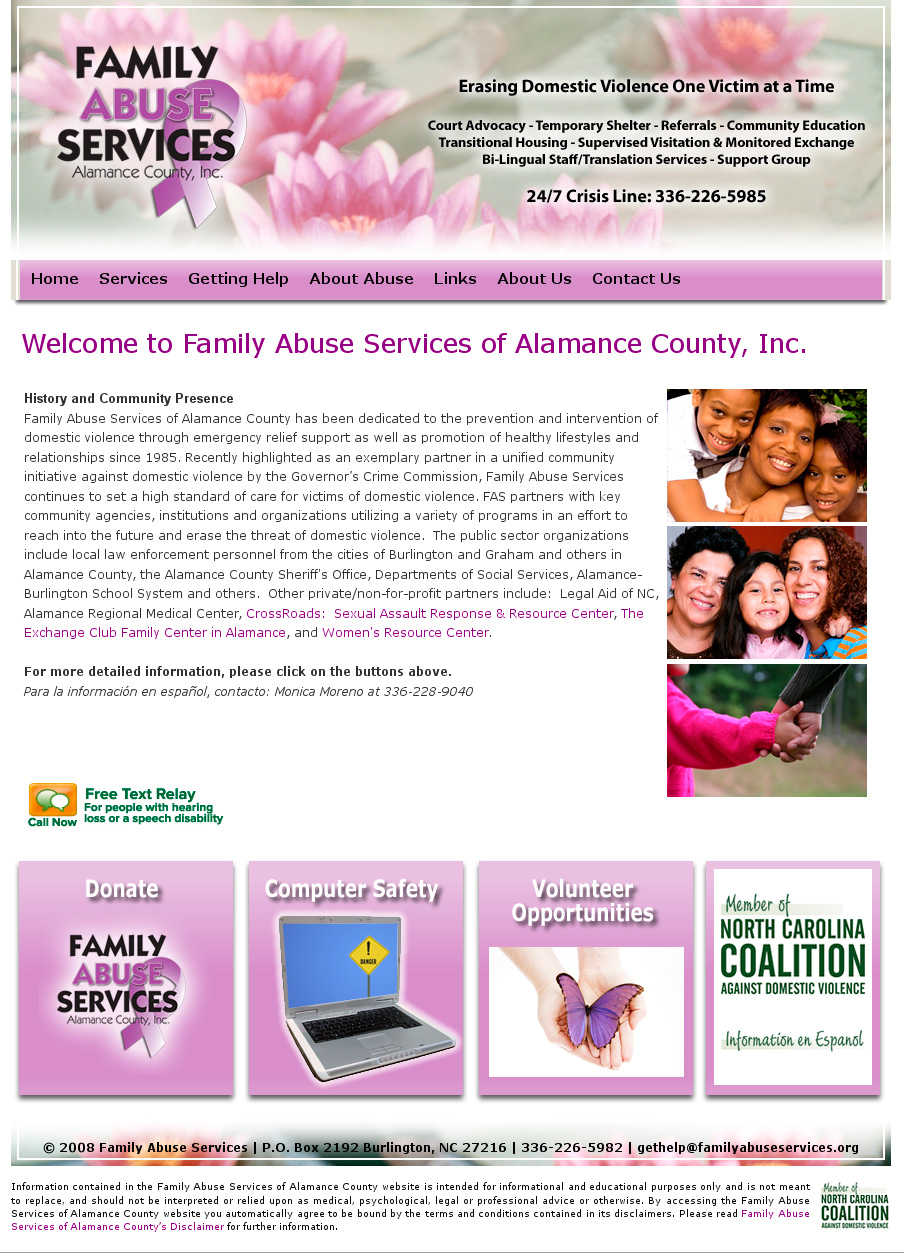 FAMILY
ABUSE
SERVICES
Alamance County, Inc.
Erasing Domestic Violence One Victim at a Time
Court Advocacy - Temporary Shelter - Referrals - Community Education
Transitional Housing - Supervised Visitation & Monitored Exchange
Bi-Lingual Staff/Translation Services - Support Group
24/7 Crisis Line: 336-226-5985
Home Services Getting Help About Abuse Links About Us Contact Us
Welcome to Family Abuse Services of Alamance County, Inc.
History and Community Presence
Family Abuse Services of Alamance County has been dedicated to the prevention and intervention of
domestic violence through emergency relief support as well as promotion of healthy lifestyles and
relationships since 1985. Recently highlighted as an exemplary partner in a unified community
initiative against domestic violence by the Governor's Crime Commission, Family Abuse Services
continues to set a high standard of care for victims of domestic violence. FAS partners with key
community agencies, institutions and organizations utilizing a variety of programs in an effort to
reach into the future and erase the threat of domestic violence.  The public sector organizations
include local law enforcement personnel from the cities of Burlington and Graham and others in
Alamance County, the Alamance County Sheriff's Office, Departments of Social Services, Alamance-
Burlington School System and others.  Other private/non-for-profit partners include:  Legal Aid of NC,
Alamance Regional Medical Center, CrossRoads:  Sexual Assault Response & Resource Center, The
Exchange Club Family Center in Alamance, and Women's Resource Center.
For more detailed information, please click on the buttons above.
Para la información en español, contacto: Monica Moreno at 336-228-9040
Call Now
Free Text Relay
For people with hearing
loss or a speech disability
Donate
FAMILY
ABUSE
SERVICES
Alamance County, Inc.
Computer Safety
!
DANGER
Volunteer
Opportunities
Member of
NORTH CAROLINA
COALITION
AGAINST DOMESTIC VIOLENCE
Information en Espanol
© 2008 Family Abuse Services | P.O. Box 2192 Burlington, NC 27216 | 336-226-5982 | gethelp@familyabuseservices.org
Information contained in the Family Abuse Services of Alamance County website is intended for informational and educational purposes only and is not meant
to replace, and should not be interpreted or relied upon as medical, psychological, legal or professional advice or otherwise. By accessing the Family Abuse
Services of Alamance County website you automatically agree to be bound by the terms and conditions contained in its disclaimers. Please read Family Abuse
Services of Alamance County's Disclaimer for further information.
Member of
NORTH CAROLINA
COALITION
AGAINST DOMESTIC VIOLENCE